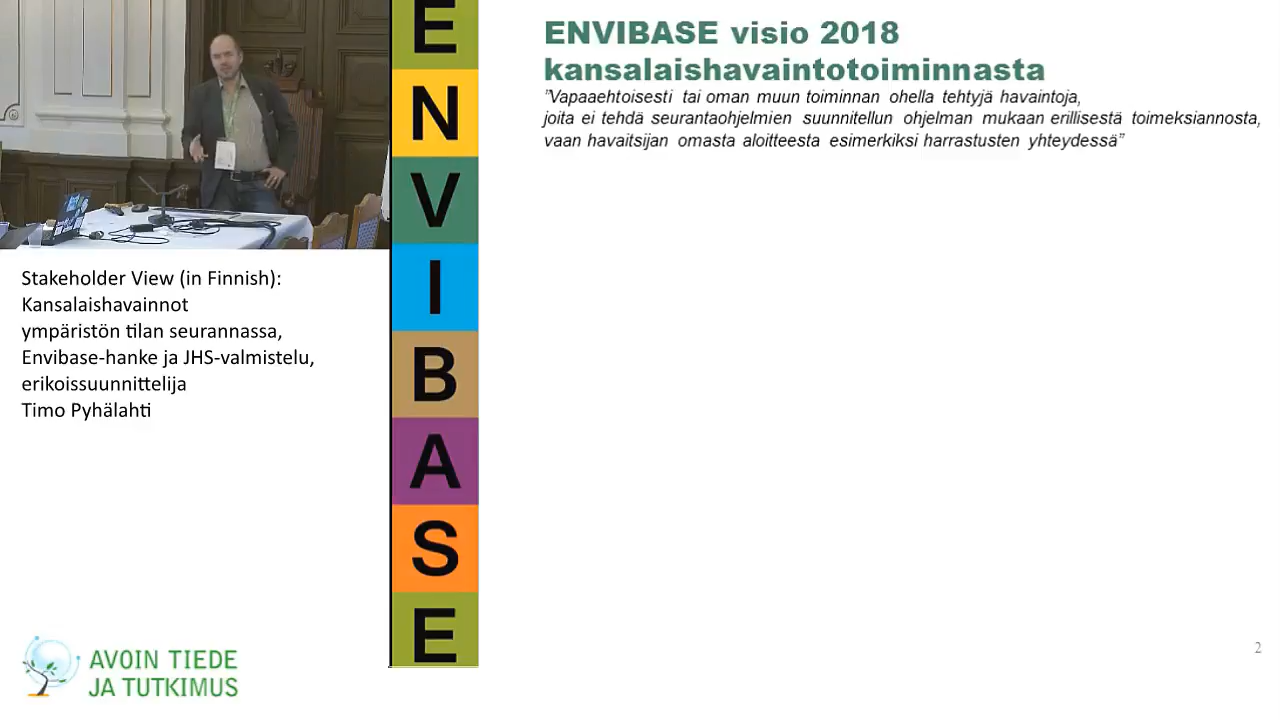 Stakeholder View (in Finnish):
Kansalaishavainnot
ympäristön tilan seurannassa,
Envibase-hanke ja JHS-valmistelu,
erikoissuunnittelija
Timo Pyhälahti
AVOIN TIEDE
JA TUTKIMUS
E
N
V
I
B
A
S
E
ENVIBASE visio 2018
kansalaishavaintotoiminnasta
"Vapaaehtoisesti tai oman muun toiminnan ohella tehtyjä havaintoja,
joita ei tehdä seurantaohjelmien suunnitellun ohjelman mukaan erillisestä toimeksiannosta,
vaan havaitsijan omasta aloitteesta esimerkiksi harrastusten yhteydessä"
2